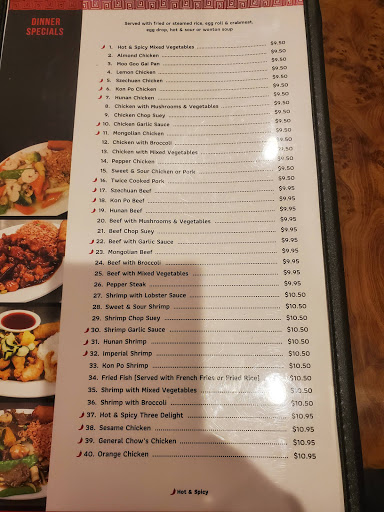 DINNER
SPECIALS
Served with fried or steamed rice, egg roll & crabmeat,
egg drop, hot & sour or wonton soup
1. Hot & Spicy Mixed Vegetables $9.50
2. Almond Chicken $9.50
3. Moo Goo Gai Pan $9.50
4. Lemon Chicken $9.50
5. Szechuan Chicken $9.50
6. Kon Po Chicken $9.50
7. Hunan Chicken $9.50
8. Chicken with Mushrooms & Vegetables $9.50
9. Chicken Chop Suey $9.50
10. Chicken Garlic Sauce $9.50
11. Mongolian Chicken $9.50
12. Chicken with Broccoli $9.50
13. Chicken with Mixed Vegetables $9.50
14. Pepper Chicken $9.50
15. Sweet & Sour Chicken or Pork $9.50
16. Twice Cooked Pork $9.50
17. Szechuan Beef $9.95
18. Kon Po Beef $9.95
19. Hunan Beef $9.95
20. Beef with Mushrooms & Vegetables $9.95
21. Beef Chop Suey $9.95
22. Beef with Garlic Sauce $9.95
23. Mongolian Beef $9.95
24. Beef with Broccoli $9.95
25. Beef with Mixed Vegetables $9.95
26. Pepper Steak $9.95
27. Shrimp with Lobster Sauce $10.50
28. Sweet & Sour Shrimp $10.50
29. Shrimp Chop Suey $10.50
30. Shrimp Garlic Sauce $10.50
31. Hunan Shrimp $10.50
32. Imperial Shrimp $10.50
33. Kon Po Shrimp $10.50
34. Fried Fish (Served with French Fries or Fried Rice) $10.50
35. Shrimp with Mixed Vegetables $10.50
36. Shrimp with Broccoli $10.50
37. Hot & Spicy Three Delight $10.95
38. Sesame Chicken $10.95
39. General Chow's Chicken $10.95
40. Orange Chicken $10.95
Hot & Spicy